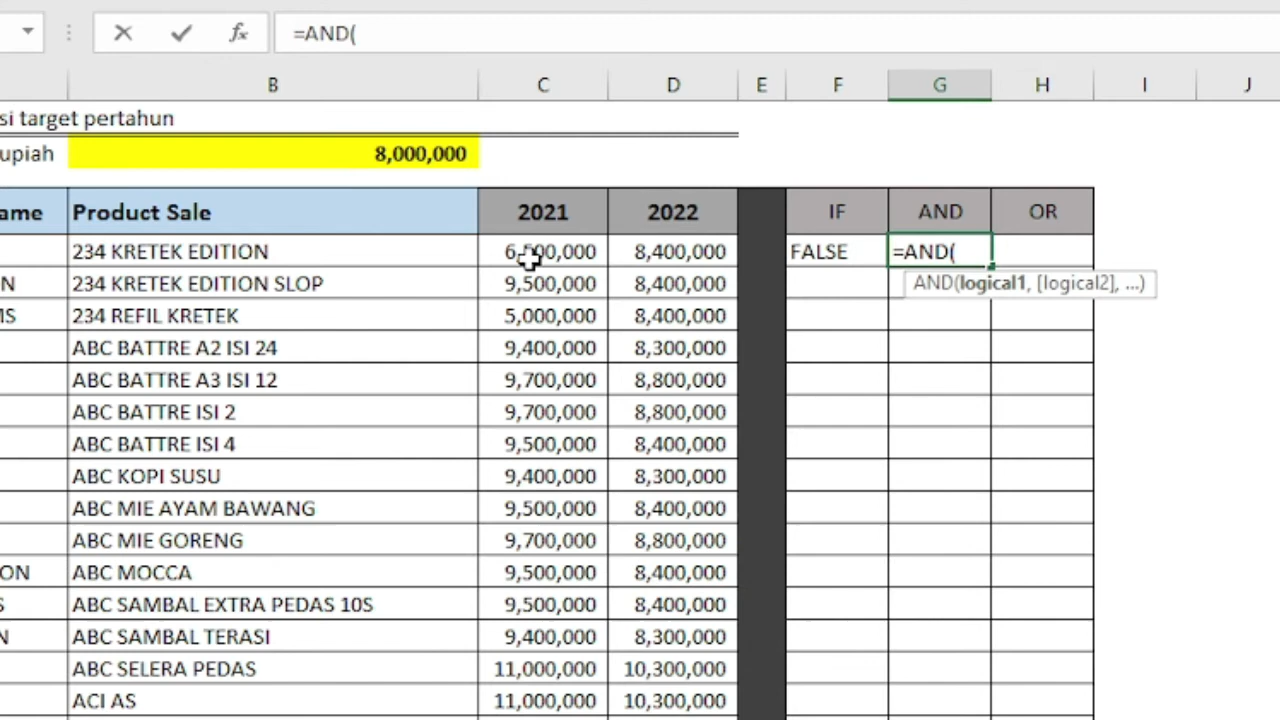 =AND(
B C D E F G H I J
si target pertahun
upiah 8,000,000
ame Product Sale 2021 2022 IF AND OR
234 KRETEK EDITION 8,400,000 FALSE =AND(
N 234 KRETEK EDITION SLOP 9,500,000 8,400,000 AND(logical1, [logical2], ...)
MS 234 REFIL KRETEK 5,000,000 8,400,000
ABC BATTRE A2 ISI 24 9,400,000 8,300,000
ABC BATTRE A3 ISI 12 9,700,000 8,800,000
ABC BATTRE ISI 2 9,700,000 8,800,000
ABC BATTRE ISI 4 9,500,000 8,400,000
ABC KOPI SUSU 9,400,000 8,300,000
ABC MIE AYAM BAWANG 9,500,000 8,400,000
ABC MIE GORENG 9,700,000 8,800,000
ON ABC MOCCA 9,500,000 8,400,000
S ABC SAMBAL EXTRA PEDAS 10S 9,500,000 8,400,000
N ABC SAMBAL TERASI 9,400,000 8,300,000
ABC SELERA PEDAS 11,000,000 10,300,000
ACI AS 11,000,000 10,300,000